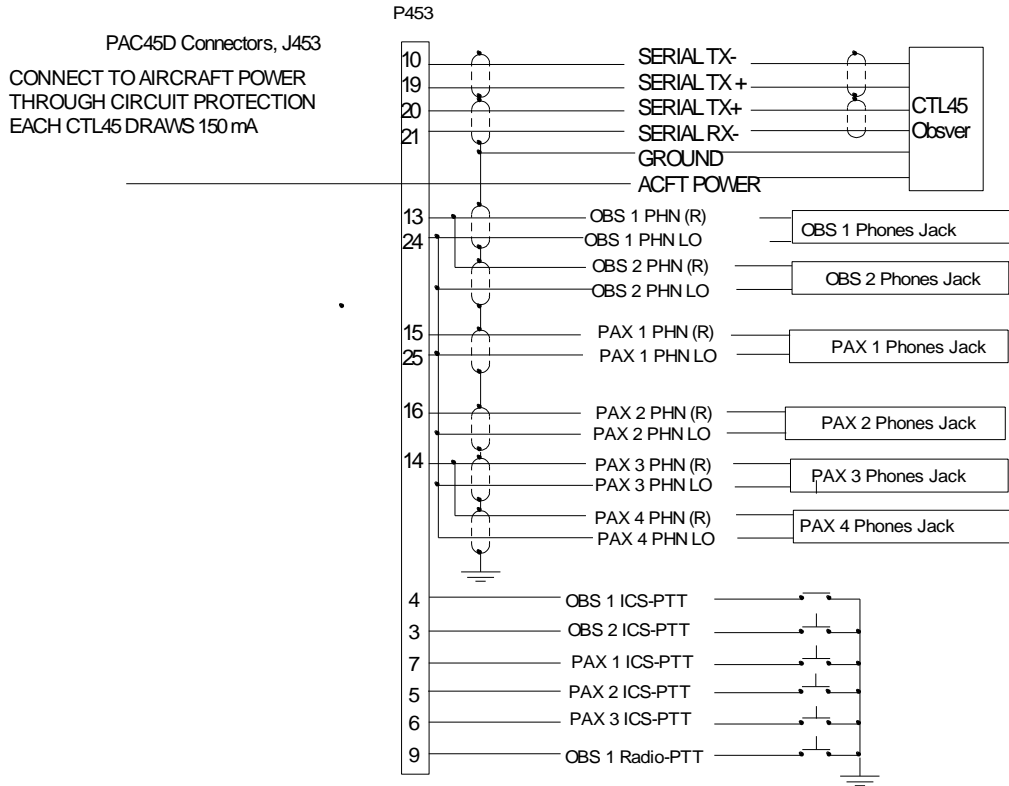 P453
PAC45D Connectors, J453
CONNECT TO AIRCRAFT POWER
THROUGH CIRCUIT PROTECTION
EACH CTL45 DRAWS 150 mA
10 SERIAL TX-
19 SERIAL TX +
20 SERIAL TX+
21 SERIAL RX-
GROUND
ACFT POWER
CTL45
Obsver
13 OBS 1 PHN (R)
24 OBS 1 PHN LO
OBS 1 Phones Jack
OBS 2 PHN (R)
OBS 2 PHN LO
OBS 2 Phones Jack
15 PAX 1 PHN (R)
25 PAX 1 PHN LO
PAX 1 Phones Jack
16 PAX 2 PHN (R)
PAX 2 PHN LO
PAX 2 Phones Jack
14 PAX 3 PHN (R)
PAX 3 PHN LO
PAX 3 Phones Jack
PAX 4 PHN (R)
PAX 4 PHN LO
PAX 4 Phones Jack
4 OBS 1 ICS-PTT
3 OBS 2 ICS-PTT
7 PAX 1 ICS-PTT
5 PAX 2 ICS-PTT
6 PAX 3 ICS-PTT
9 OBS 1 Radio-PTT